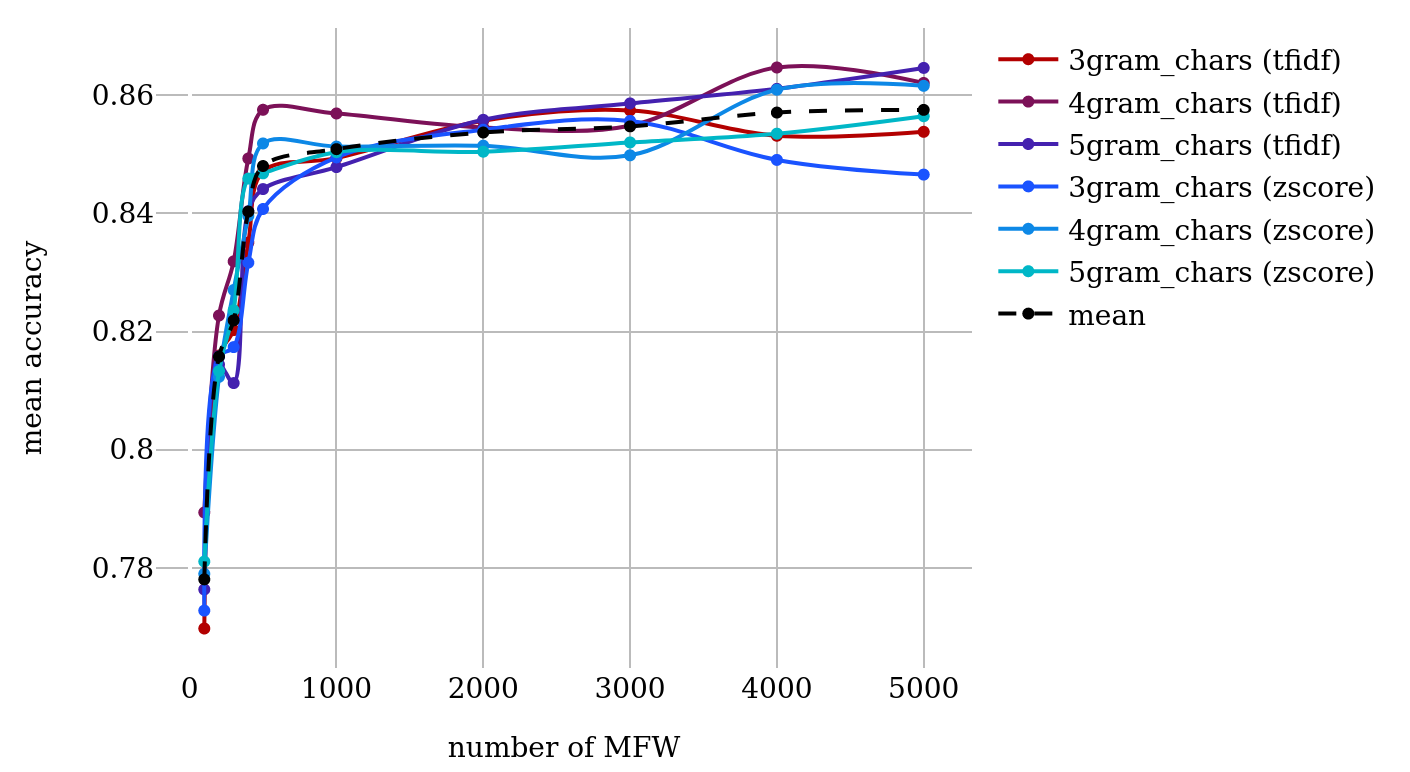 mean accuracy
0.86
0.84
0.82
0.8
0.78
0 1000 2000 3000 4000 5000
number of MFW
3gram_chars (tfidf)
4gram_chars (tfidf)
5gram_chars (tfidf)
3gram_chars (zscore)
4gram_chars (zscore)
5gram_chars (zscore)
mean